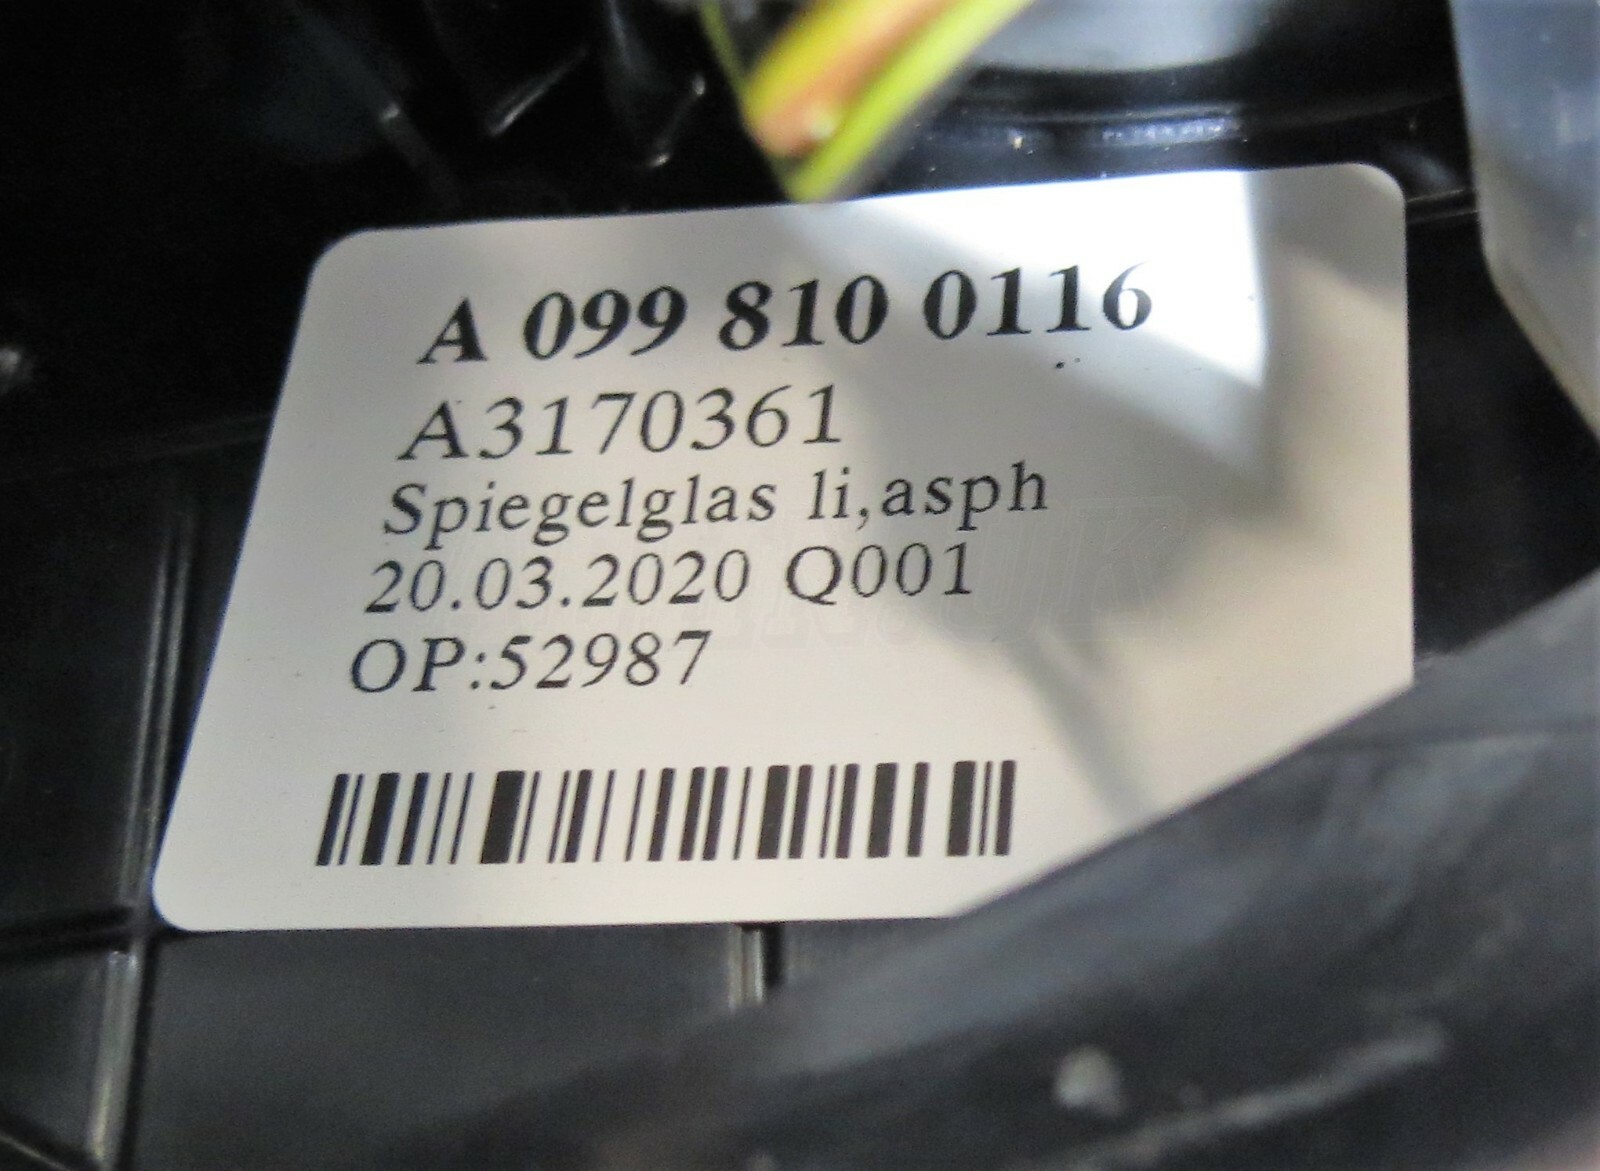 A 099 810 0116
A3170361
Spiegelglas li,asph
20.03.2020 Q001
OP:52987